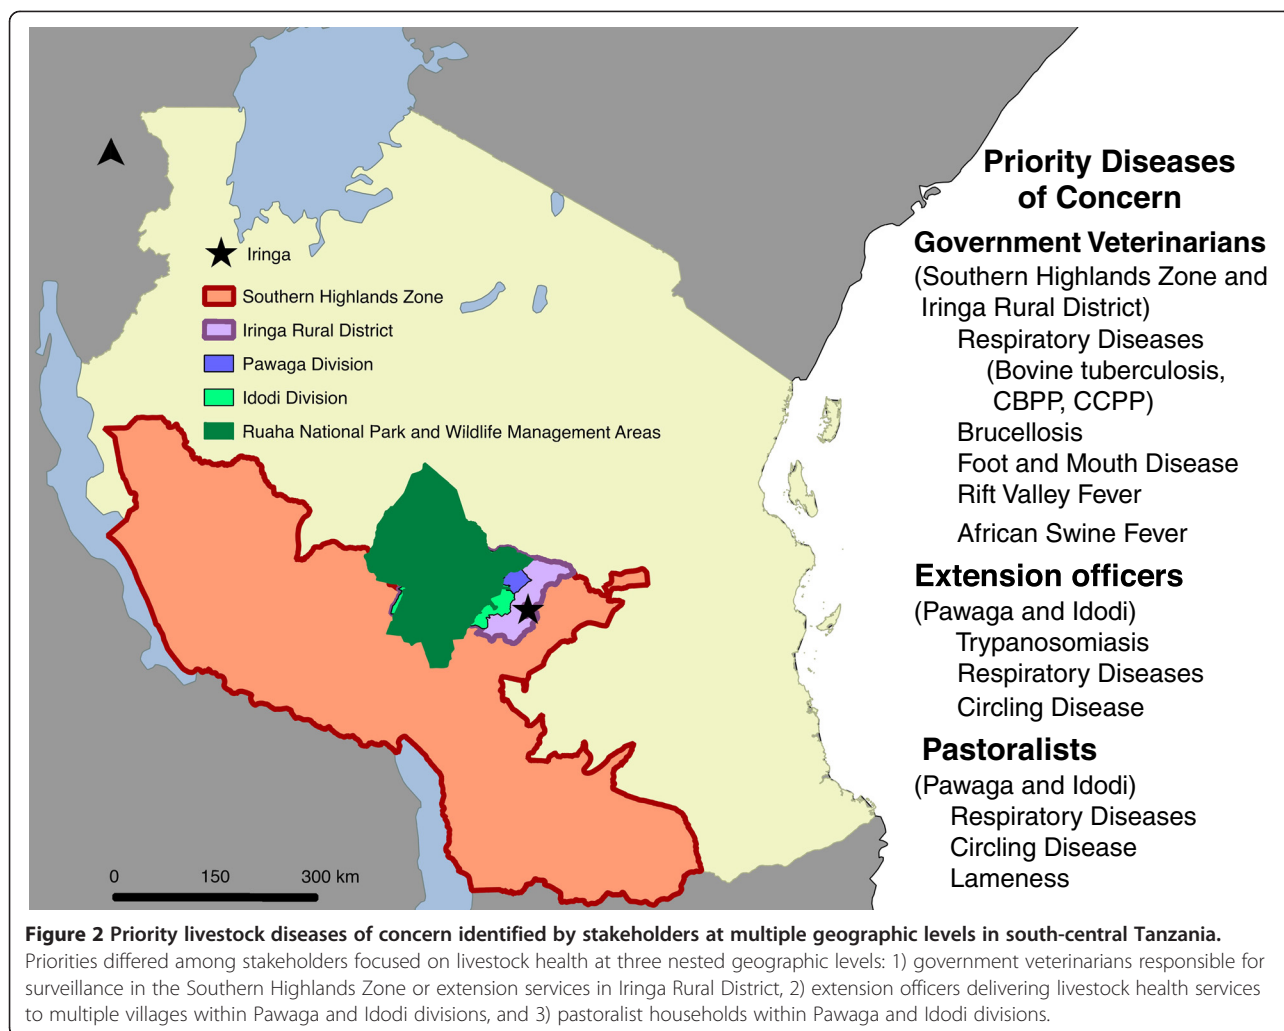 Iringa
Southern Highlands Zone
Iringa Rural District
Pawaga Division
Idodi Division
Ruaha National Park and Wildlife Management Areas
0 150 300 km
Priority Diseases
of Concern
Government Veterinarians
(Southern Highlands Zone and
Iringa Rural District)
Respiratory Diseases
(Bovine tuberculosis,
CBPP, CCPP)
Brucellosis
Foot and Mouth Disease
Rift Valley Fever
African Swine Fever
Extension officers
(Pawaga and Idodi)
Trypanosomiasis
Respiratory Diseases
Circling Disease
Pastoralists
(Pawaga and Idodi)
Respiratory Diseases
Circling Disease
Lameness
Figure 2 Priority livestock diseases of concern identified by stakeholders at multiple geographic levels in south-central Tanzania.
Priorities differed among stakeholders focused on livestock health at three nested geographic levels: 1) government veterinarians responsible for
surveillance in the Southern Highlands Zone or extension services in Iringa Rural District, 2) extension officers delivering livestock health services
to multiple villages within Pawaga and Idodi divisions, and 3) pastoralist households within Pawaga and Idodi divisions.